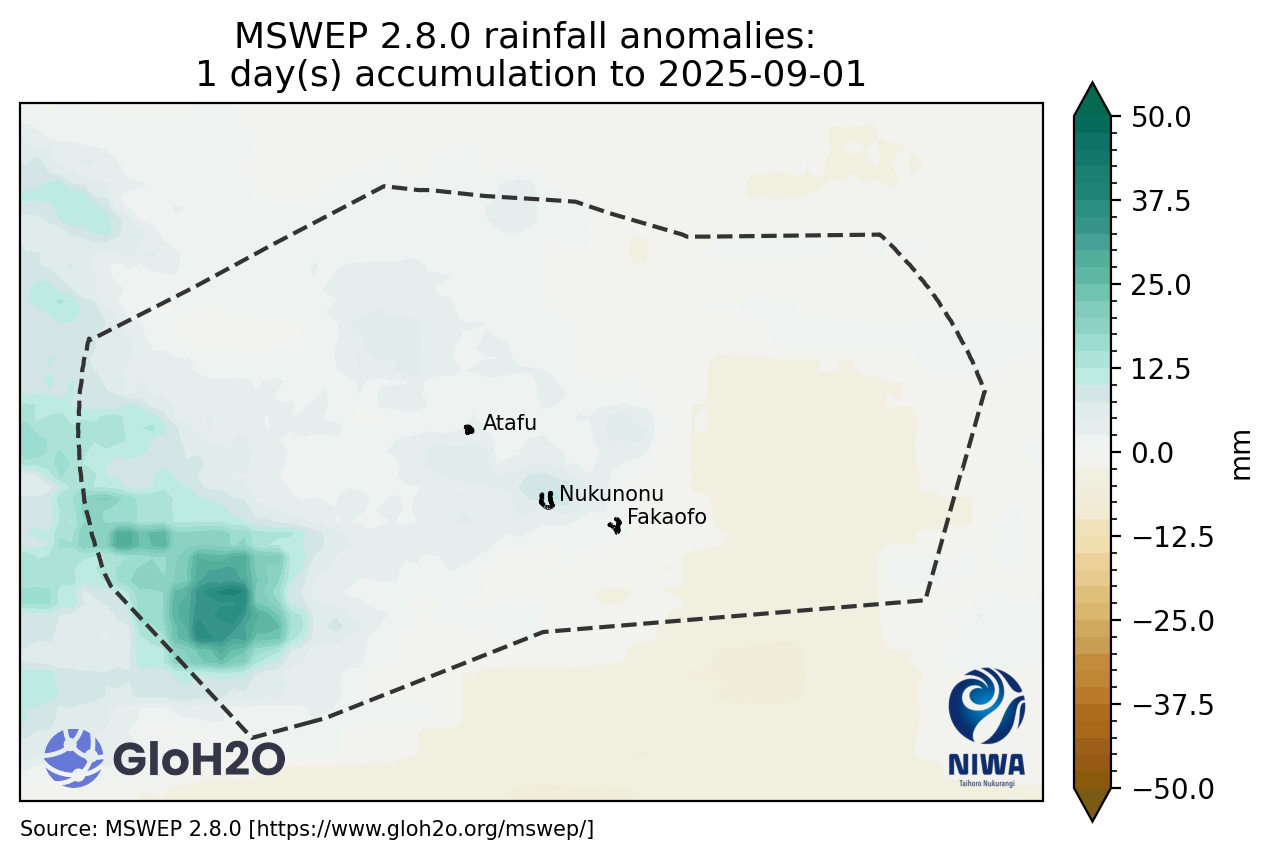 MSWEP 2.8.0 rainfall anomalies:
1 day(s) accumulation to 2025-09-01
50.0
37.5
25.0
12.5
0.0
−12.5
−25.0
−37.5
−50.0
mm
Atafu
Nukunonu
Fakaofo
GloH2O
NIWA
Taihoro Nukurangi
Source: MSWEP 2.8.0 [https://www.gloh2o.org/mswep/]